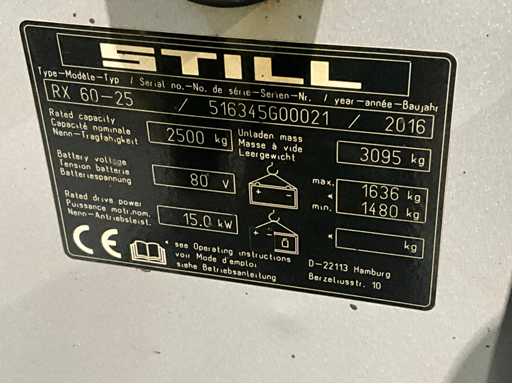 STILL
Type-Modèle-Typ / Serial no.-No. de série-Serien-Nr. / year-année-Baujahr
RX 60-25 / 516345G00021 / 2016
Rated capacity
Capacité nominale
Nenn-Tragfähigkeit
2500 kg
Unladen mass
Masse à vide
Leergewicht
3095 kg
Battery voltage
Tension batterie
Batteriespannung
80 V
max. 1636 kg
*
min. 1480 kg
Rated drive power
Puissance motr.nom.
Nenn-Antriebsleist.
15.0 kW
* kg
CE
* see Operating instructions
voir Mode d'emploi
siehe Betriebsanleitung
D-22113 Hamburg
Berzeliusstr. 10